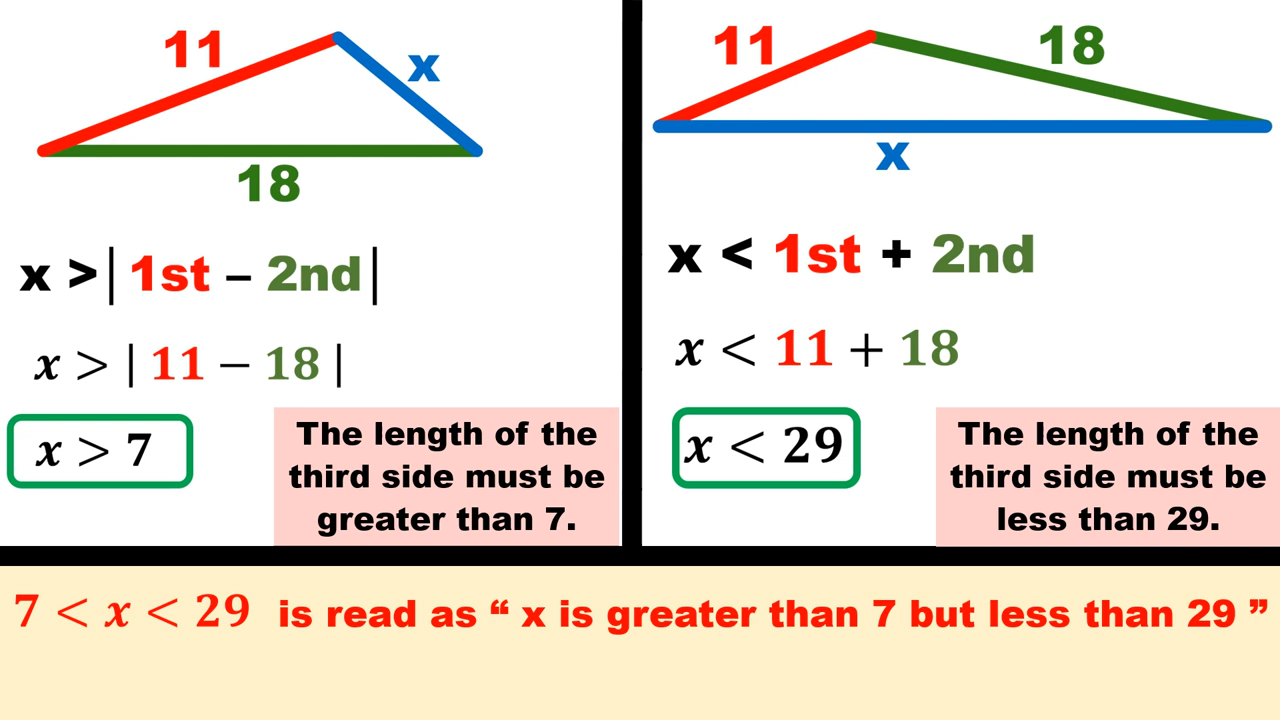 11
x
18
x > | 1st – 2nd |
x > | 11 − 18 |
x > 7
The length of the
third side must be
greater than 7.
11
18
x
x < 1st + 2nd
x < 11 + 18
x < 29
The length of the
third side must be
less than 29.
7 < x < 29 is read as “ x is greater than 7 but less than 29 ”